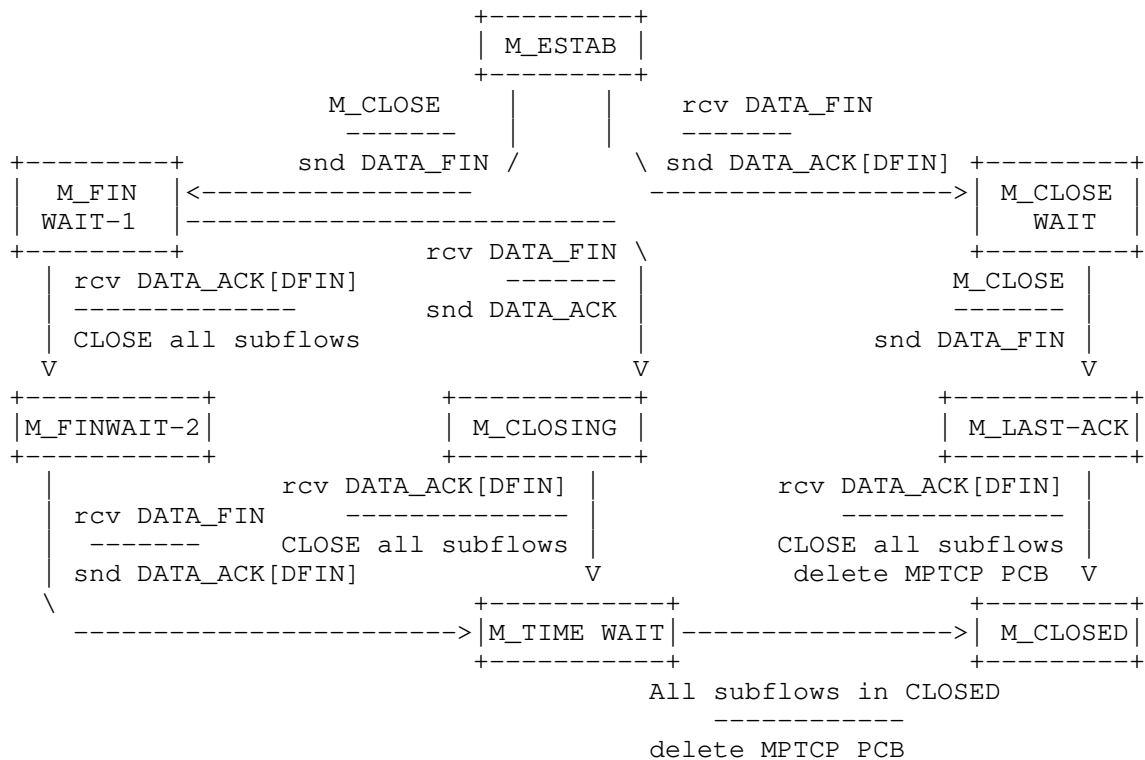 M_ESTAB
M_CLOSE rcv DATA_FIN
snd DATA_FIN snd DATA_ACK[DFIN]
M_FIN M_CLOSE
WAIT-1 WAIT
rcv DATA_FIN
rcv DATA_ACK[DFIN] M_CLOSE
snd DATA_ACK
CLOSE all subflows snd DATA_FIN
M_FINWAIT-2 M_CLOSING M_LAST-ACK
rcv DATA_ACK[DFIN] rcv DATA_ACK[DFIN]
rcv DATA_FIN
CLOSE all subflows CLOSE all subflows
snd DATA_ACK[DFIN] delete MPTCP PCB
M_TIME WAIT M_CLOSED
All subflows in CLOSED
delete MPTCP PCB